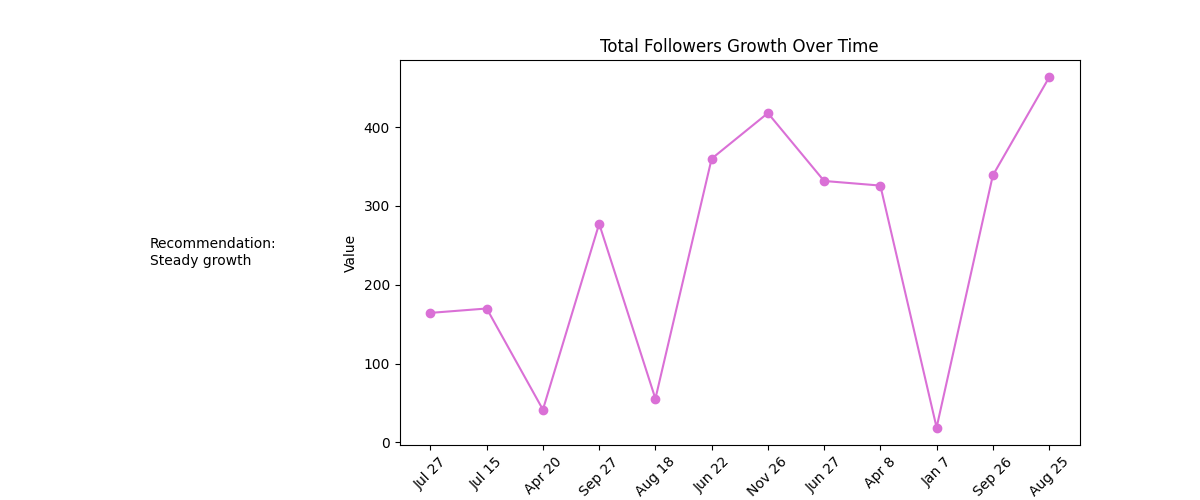 Total Followers Growth Over Time
Recommendation:
Steady growth
Value
400
300
200
100
0
Jul 27
Jul 15
Apr 20
Sep 27
Aug 18
Jun 22
Nov 26
Jun 27
Apr 8
Jan 7
Sep 26
Aug 25